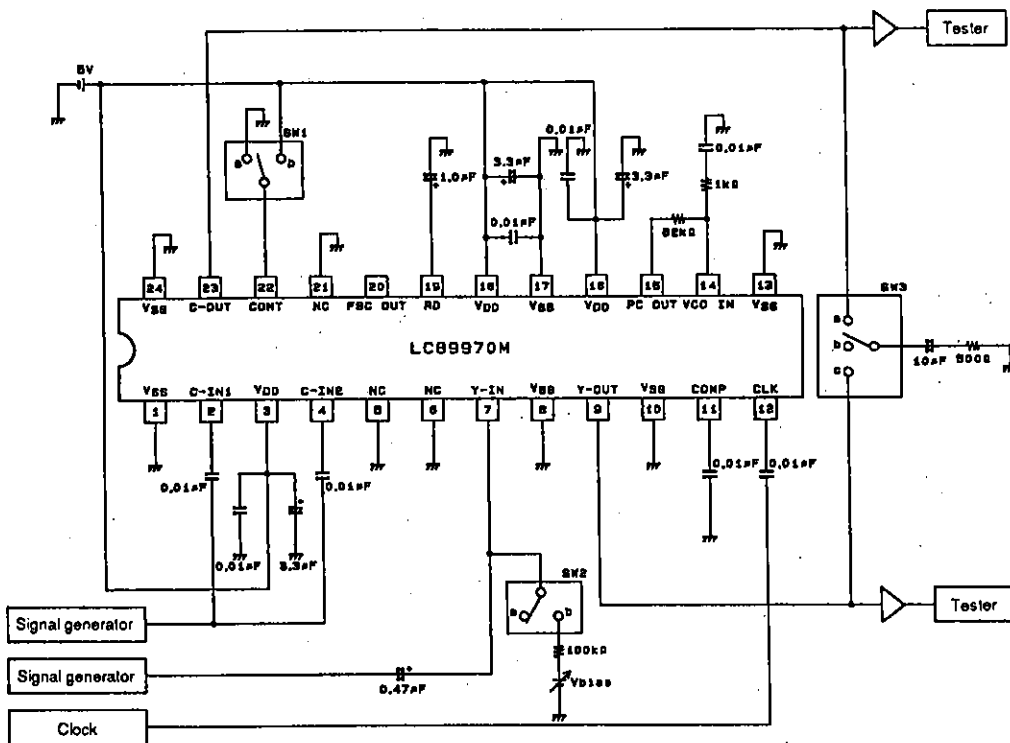 Tester
5V
SW1
a b
0.01µF
0.01µF
3.3µF
1.0µF
3.3µF
1kΩ
0.01µF
82kΩ
24 23 22 21 20 19 18 17 16 15 14 13
VSS C-OUT CONT NC FSC OUT RD VDD VSS VDD PC OUT VCO IN VSS
SW3
a
b
c
10µF 500Ω
LC89970M
VSS C-IN1 VDD C-IN2 NC NC Y-IN VSS Y-OUT VSS COMP CLK
1 2 3 4 5 6 7 8 9 10 11 12
0.01µF 0.01µF 0.01µF 0.01µF
0.01µF 3.3µF
SW2
a b
Tester
Signal generator
100kΩ
Signal generator
0.47µF
Vbias
Clock